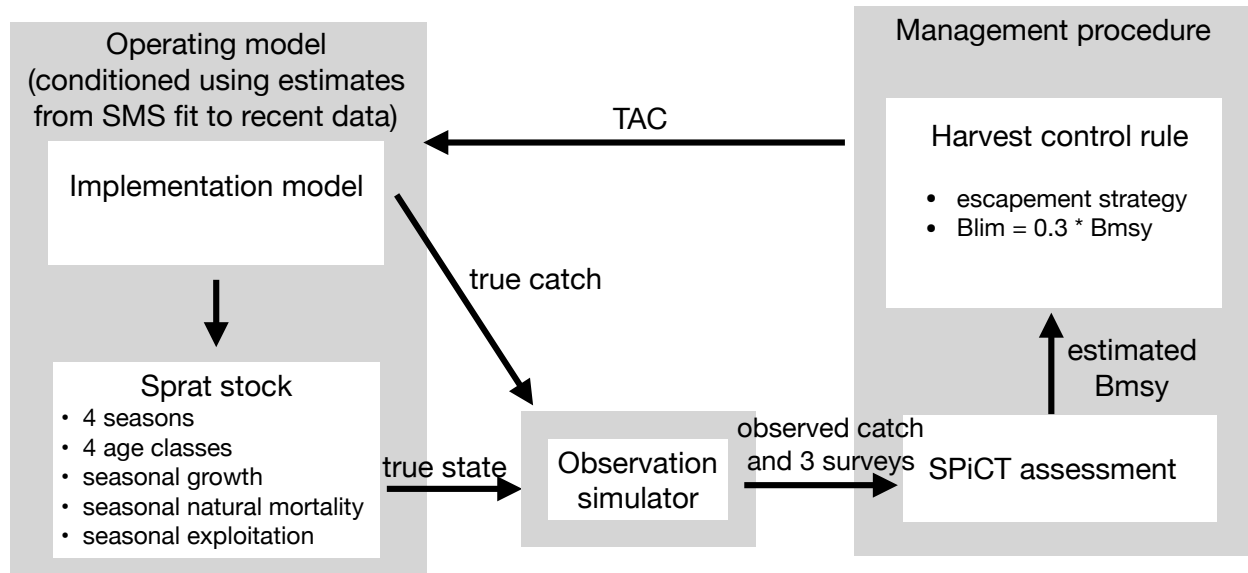 Operating model
(conditioned using estimates
from SMS fit to recent data)
Implementation model
Sprat stock
• 4 seasons
• 4 age classes
• seasonal growth
• seasonal natural mortality
• seasonal exploitation
TAC
true catch
true state
Observation
simulator
observed catch
and 3 surveys
Management procedure
Harvest control rule
• escapement strategy
• Blim = 0.3 * Bmsy
estimated
Bmsy
SPiCT assessment